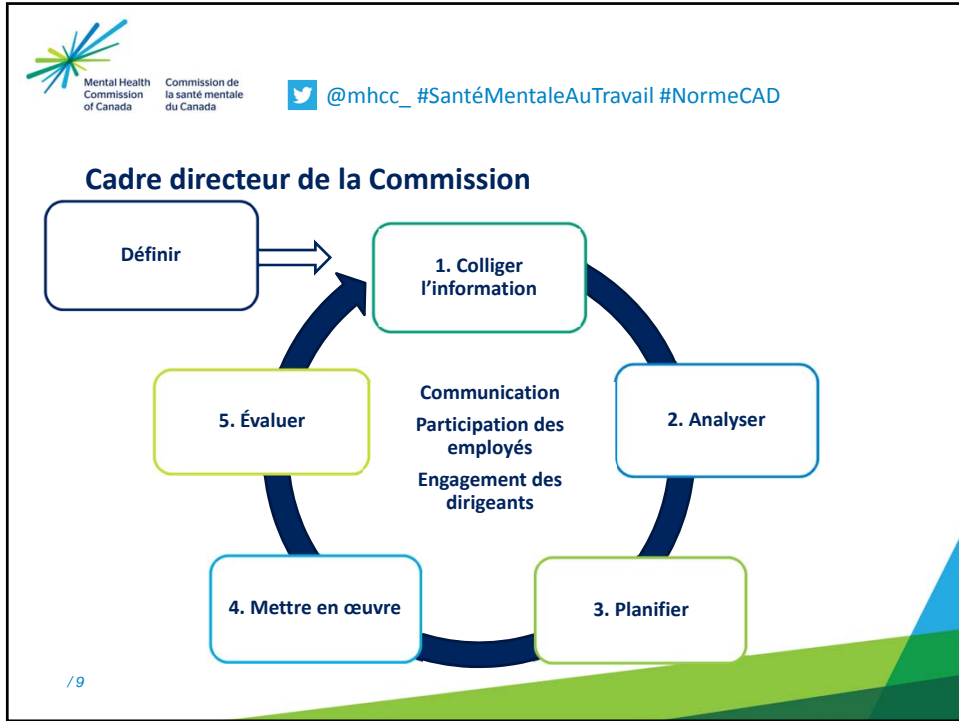 Mental Health
Commission
of Canada
Commission de
la santé mentale
du Canada
@mhcc_ #SantéMentaleAuTravail #NormeCAD
Cadre directeur de la Commission
Définir
1. Colliger
l'information
2. Analyser
3. Planifier
4. Mettre en œuvre
5. Évaluer
Communication
Participation des
employés
Engagement des
dirigeants
/ 9